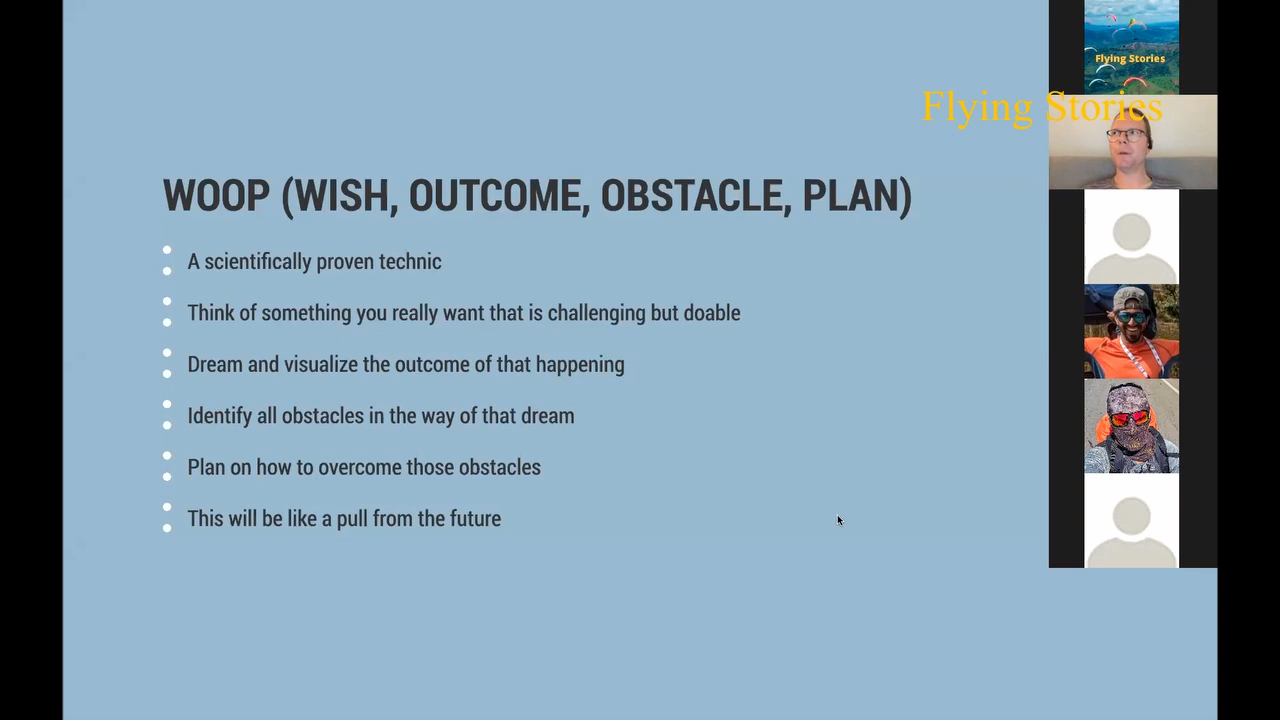 Flying Stories
Flying Stories
WOOP (WISH, OUTCOME, OBSTACLE, PLAN)
A scientifically proven technic
Think of something you really want that is challenging but doable
Dream and visualize the outcome of that happening
Identify all obstacles in the way of that dream
Plan on how to overcome those obstacles
This will be like a pull from the future